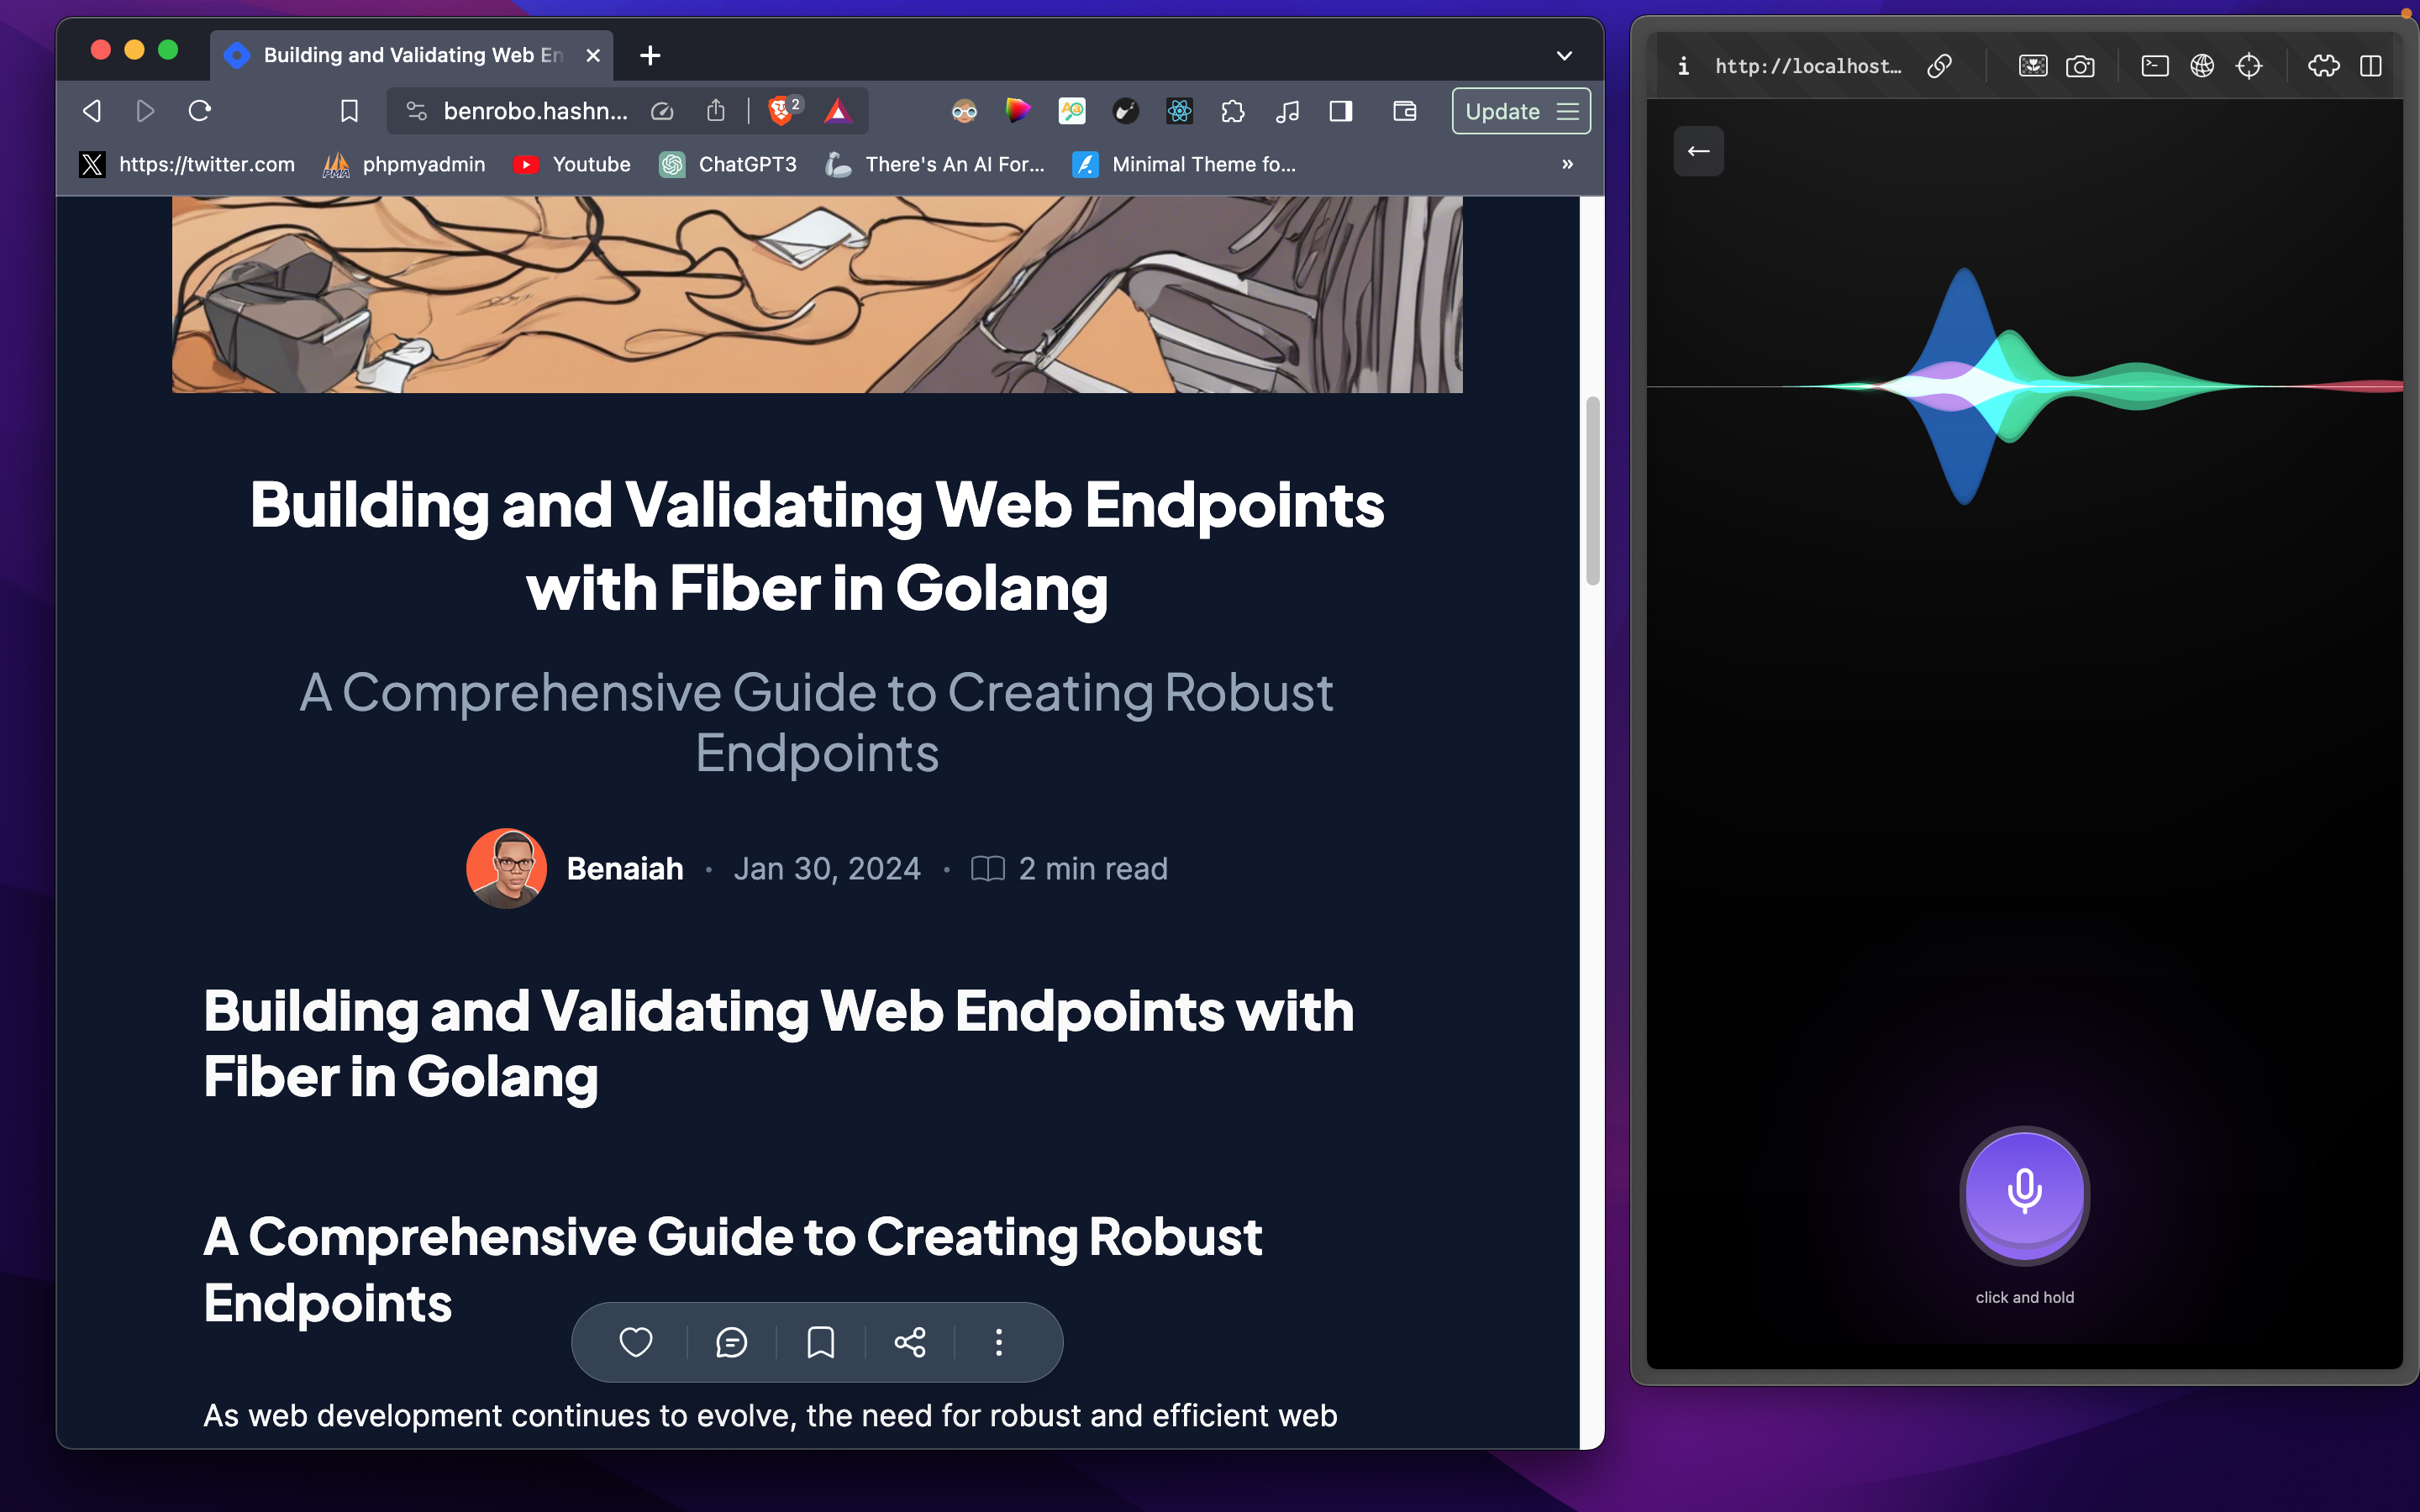 Building and Validating Web En
benrobo.hashn...
2
Update
https://twitter.com
phpmyadmin
Youtube
ChatGPT3
There's An AI For...
Minimal Theme fo...
»
Building and Validating Web Endpoints
with Fiber in Golang
A Comprehensive Guide to Creating Robust
Endpoints
Benaiah · Jan 30, 2024 · 2 min read
Building and Validating Web Endpoints with
Fiber in Golang
A Comprehensive Guide to Creating Robust
Endpoints
As web development continues to evolve, the need for robust and efficient web
http://localhost...
click and hold